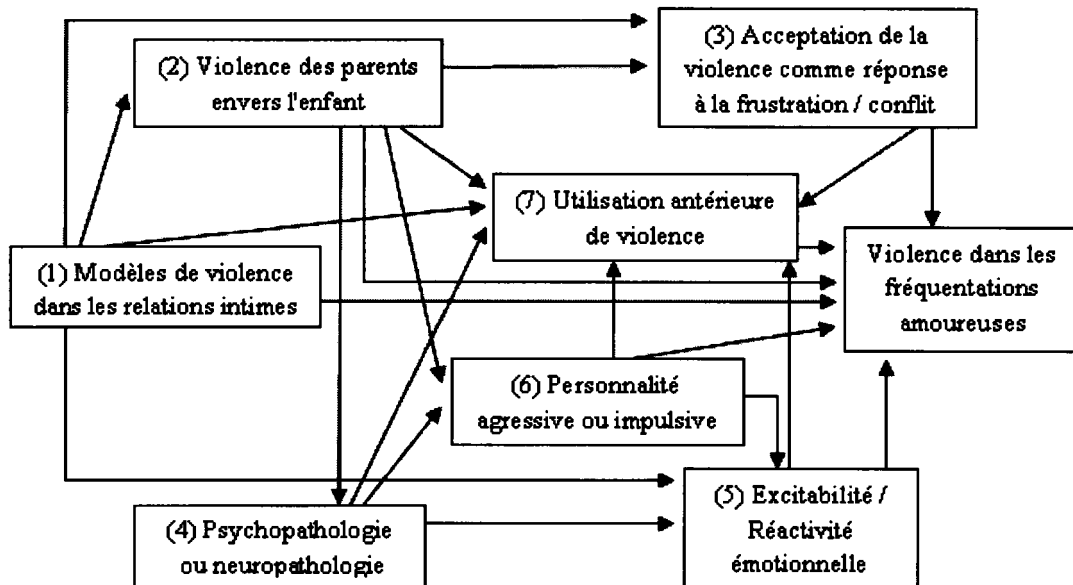 (2) Violence des parents
envers l'enfant
(3) Acceptation de la
violence comme réponse
à la frustration / conflit
(7) Utilisation antérieure
de violence
(1) Modèles de violence
dans les relations intimes
Violence dans les
fréquentations
amoureuses
(6) Personnalité
agressive ou impulsive
(4) Psychopathologie
ou neuropathologie
(5) Excitabilité /
Réactivité
émotionnelle